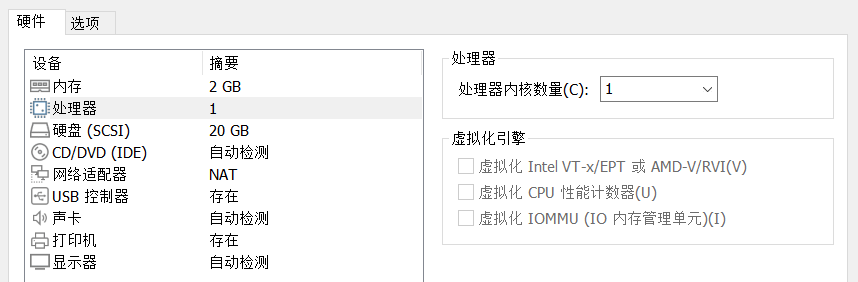 硬件 选项
设备 摘要
内存 2 GB
处理器 1
硬盘 (SCSI) 20 GB
CD/DVD (IDE) 自动检测
网络适配器 NAT
USB 控制器 存在
声卡 自动检测
打印机 存在
显示器 自动检测
处理器
处理器内核数量(C): 1
虚拟化引擎
虚拟化 Intel VT-x/EPT 或 AMD-V/RVI(V)
虚拟化 CPU 性能计数器(U)
虚拟化 IOMMU (IO 内存管理单元)(I)